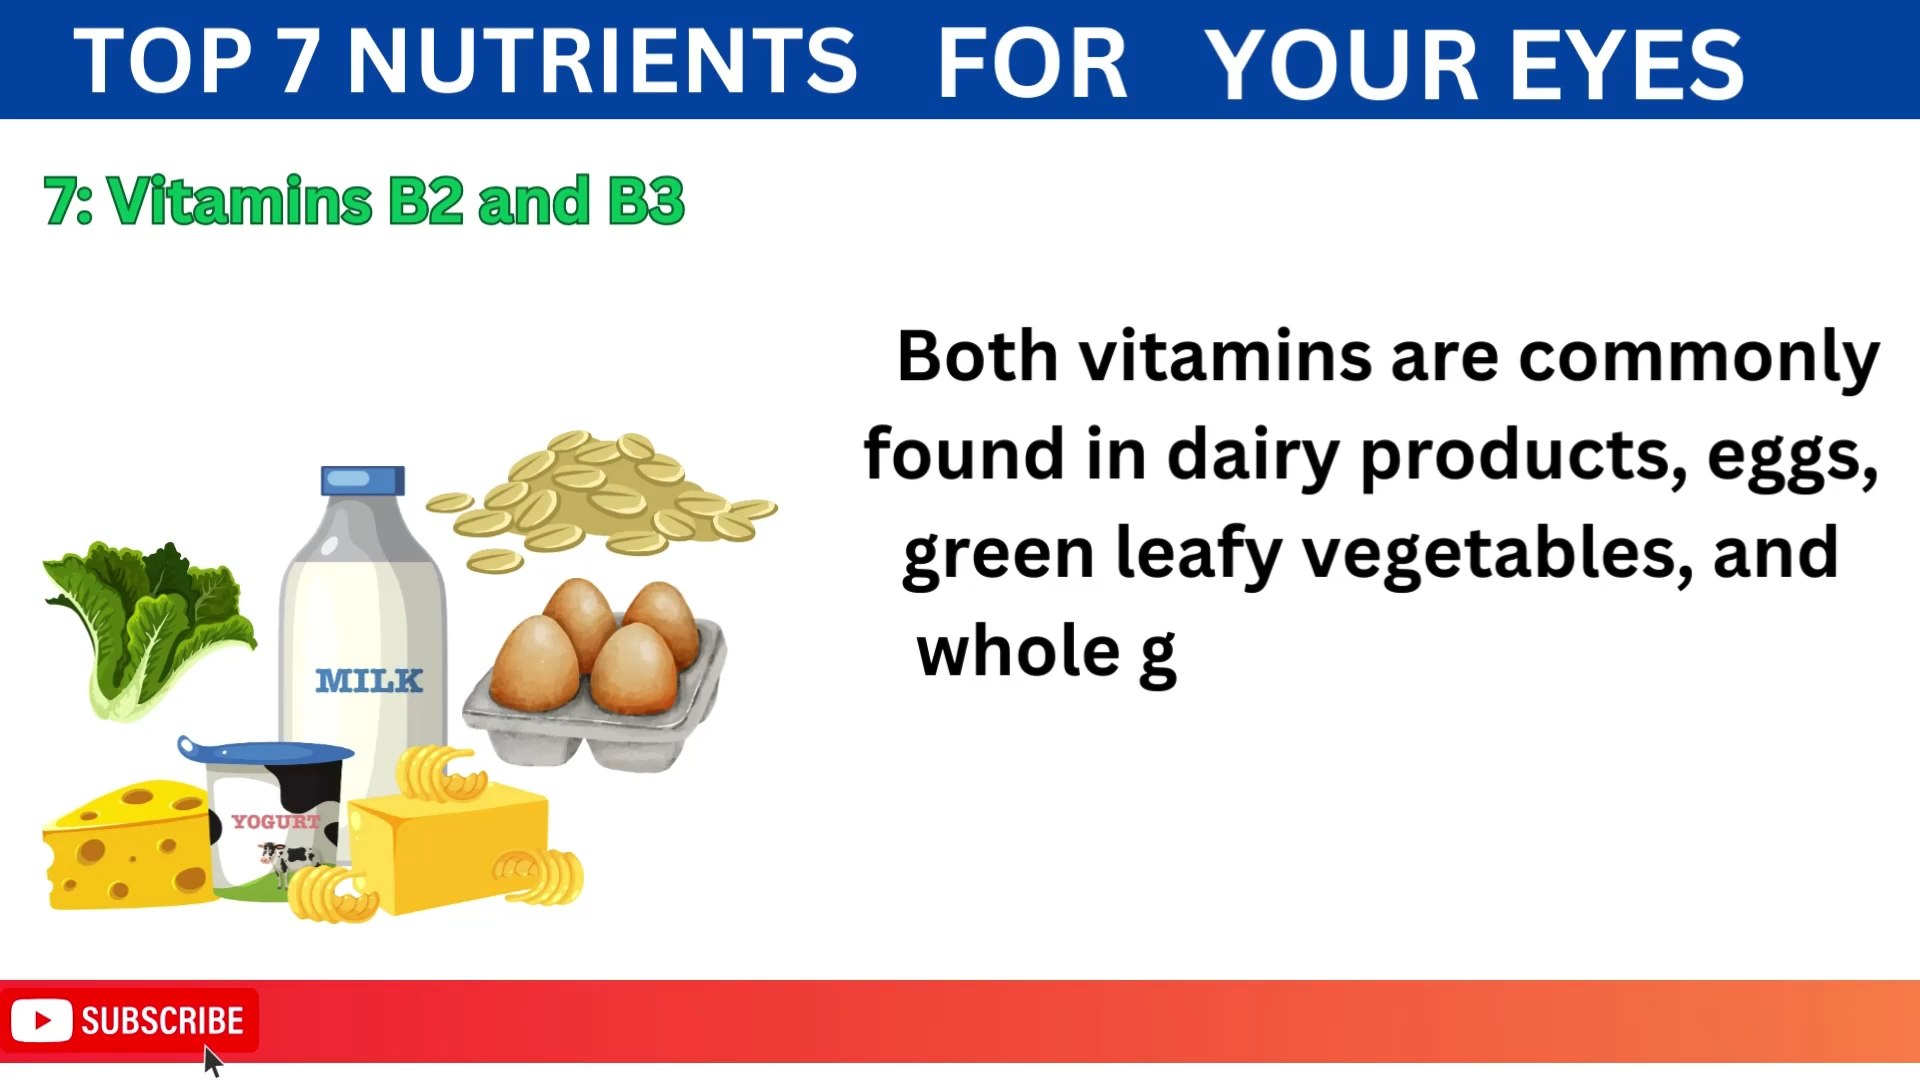 TOP 7 NUTRIENTS FOR YOUR EYES
7: Vitamins B2 and B3
Both vitamins are commonly
found in dairy products, eggs,
green leafy vegetables, and
whole g
MILK
YOGURT
SUBSCRIBE